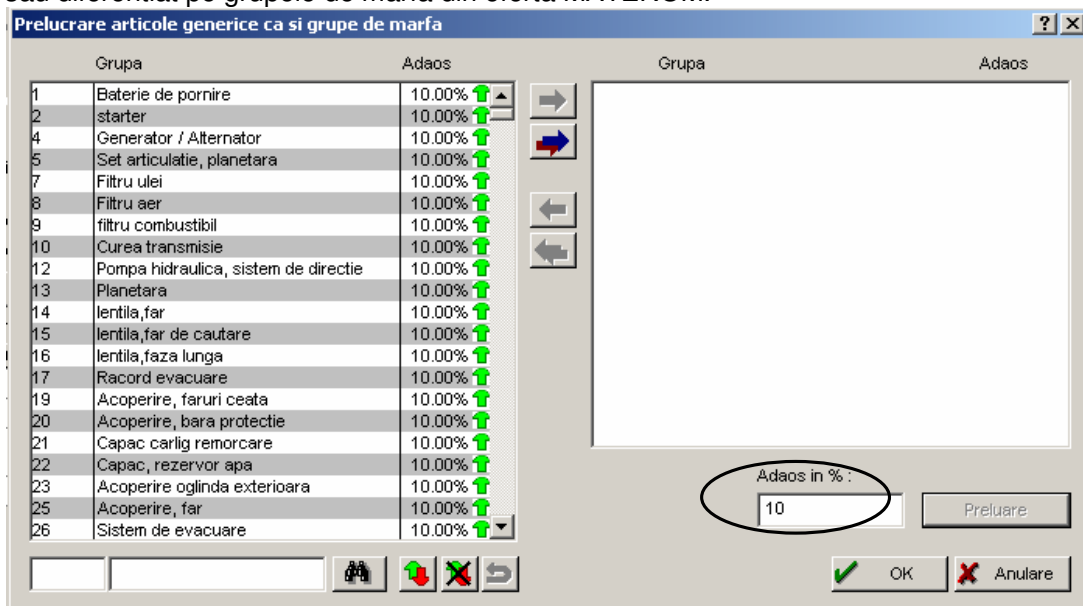 Prelucrare articole generice ca si grupe de marfa
Grupa Adaos Grupa Adaos
1 Baterie de pornire 10.00%
2 starter 10.00%
4 Generator / Alternator 10.00%
5 Set articulatie, planetara 10.00%
7 Filtru ulei 10.00%
8 Filtru aer 10.00%
9 filtru combustibil 10.00%
10 Curea transmisie 10.00%
12 Pompa hidraulica, sistem de directie 10.00%
13 Planetara 10.00%
14 lentila,far 10.00%
15 lentila,far de cautare 10.00%
16 lentila,faza lunga 10.00%
17 Racord evacuare 10.00%
19 Acoperire, faruri ceata 10.00%
20 Acoperire, bara protectie 10.00%
21 Capac carlig remorcare 10.00%
22 Capac, rezervor apa 10.00%
23 Acoperire oglinda exterioara 10.00%
25 Acoperire, far 10.00%
26 Sistem de evacuare 10.00%
Adaos in % :
10 Preluare
OK Anulare